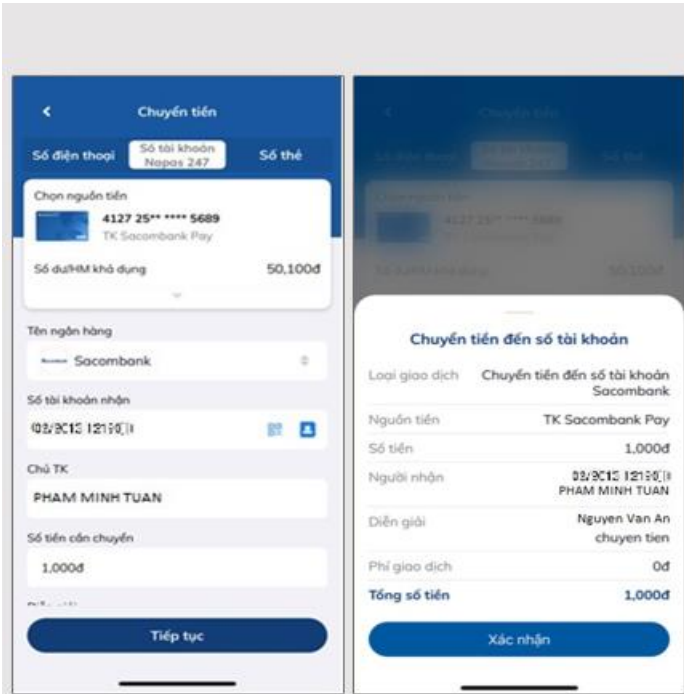 Chuyển tiền
Số điện thoại
Số tài khoản
Napas 247
Số thẻ
Chọn nguồn tiền
4127 25** **** 5689
TK Sacombank Pay
Số dư/HM khả dụng
50,100đ
Tên ngân hàng
Sacombank
Số tài khoản nhận
Chủ TK
PHAM MINH TUAN
Số tiền cần chuyển
1,000đ
Tiếp tục
Chuyển tiền đến số tài khoản
Loại giao dịch
Chuyển tiền đến số tài khoản
Sacombank
Nguồn tiền
TK Sacombank Pay
Số tiền
1,000đ
Người nhận
PHAM MINH TUAN
Diễn giải
Nguyen Van An
chuyen tien
Phí giao dịch
0đ
Tổng số tiền
1,000đ
Xác nhận